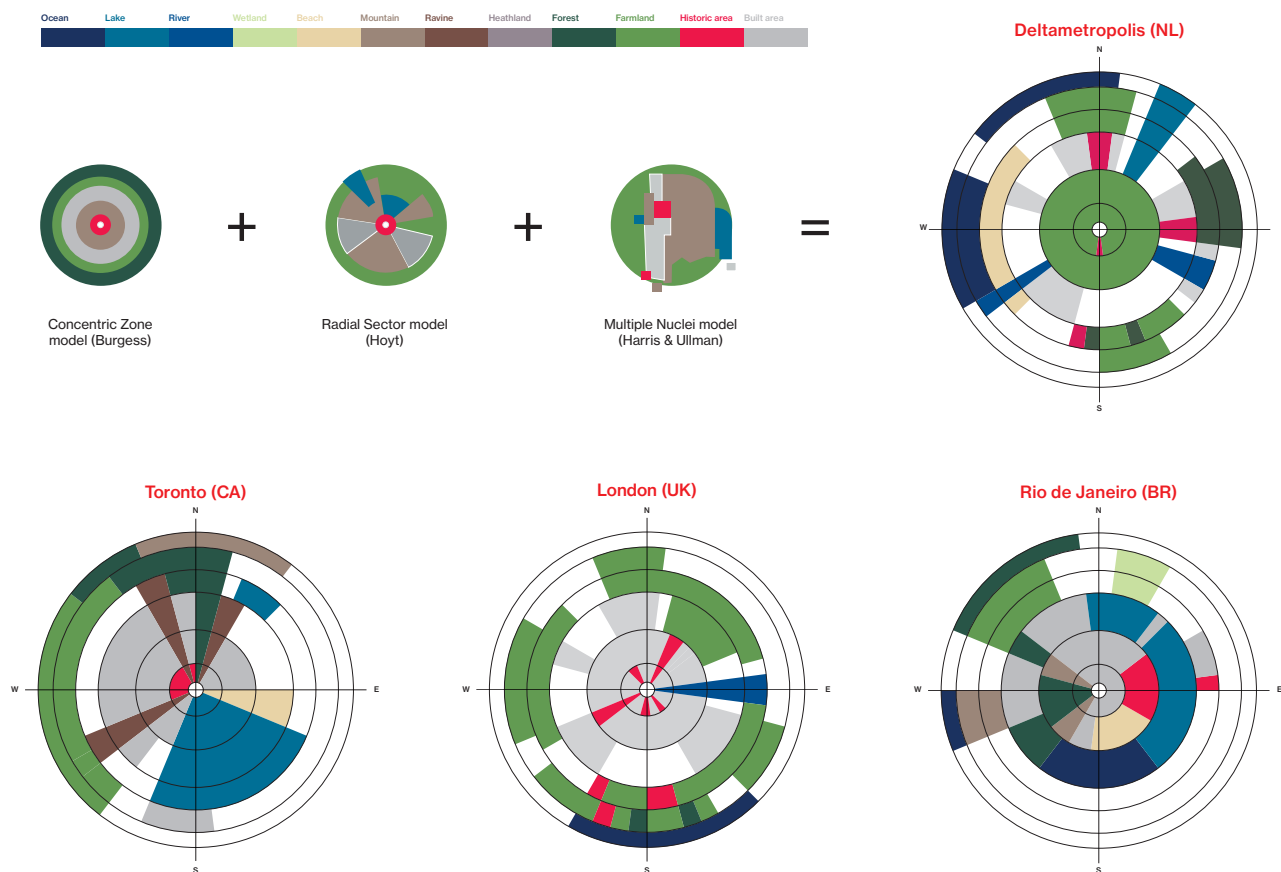 Ocean Lake River Wetland Beach Mountain Ravine Heathland Forest Farmland Historic area Built area
Deltametropolis (NL)
N
W
S
+ + =
Concentric Zone
model (Burgess)
Radial Sector model
(Hoyt)
Multiple Nuclei model
(Harris & Ullman)
Toronto (CA)
N
W E
S
London (UK)
N
W E
S
Rio de Janeiro (BR)
N
W E
S